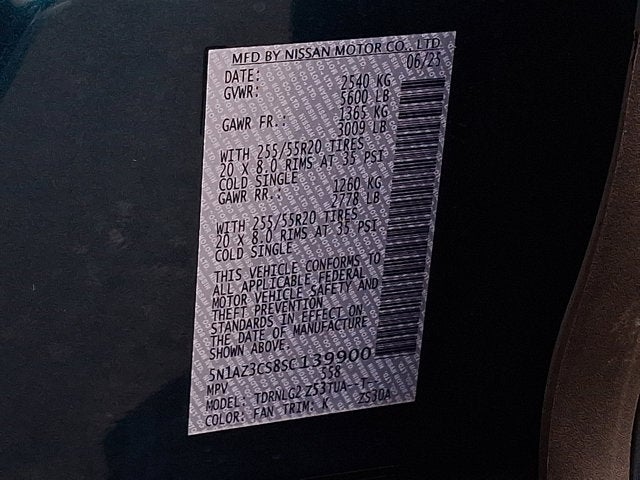 MFD BY NISSAN MOTOR CO., LTD.
DATE: 06/25
GVWR: 2540 KG
5600 LB
GAWR FR.: 1365 KG
3009 LB
WITH 255/55R20 TIRES
20 X 8.0 RIMS AT 35 PSI
COLD SINGLE
GAWR RR.: 1260 KG
2778 LB
WITH 255/55R20 TIRES
20 X 8.0 RIMS AT 35 PSI
COLD SINGLE
THIS VEHICLE CONFORMS TO
ALL APPLICABLE FEDERAL
MOTOR VEHICLE SAFETY AND
THEFT PREVENTION
STANDARDS IN EFFECT ON
THE DATE OF MANUFACTURE
SHOWN ABOVE.
5N1AZ3CS8SC139900
MPV 558
MODEL: TDRNLG2 Z53TUA--T--
COLOR: FAN TRIM: K ZS30A